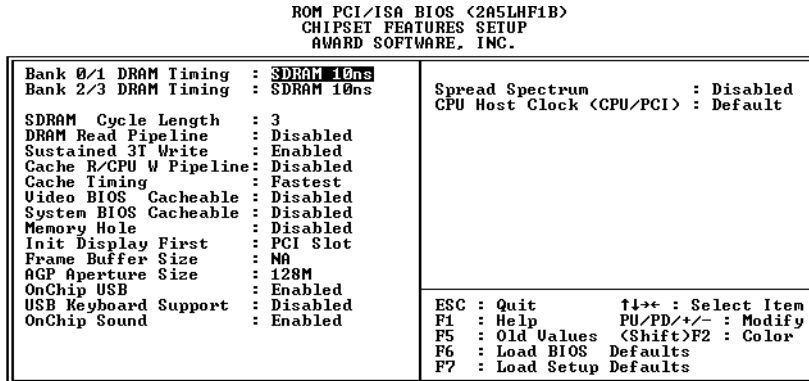 ROM PCI/ISA BIOS (2A5LHF1B)
CHIPSET FEATURES SETUP
AWARD SOFTWARE, INC.
Bank 0/1 DRAM Timing : SDRAM 10ns
Bank 2/3 DRAM Timing : SDRAM 10ns
SDRAM Cycle Length : 3
DRAM Read Pipeline : Disabled
Sustained 3T Write : Enabled
Cache R/CPU W Pipeline: Disabled
Cache Timing : Fastest
Video BIOS Cacheable : Disabled
System BIOS Cacheable : Disabled
Memory Hole : Disabled
Init Display First : PCI Slot
Frame Buffer Size : NA
AGP Aperture Size : 128M
OnChip USB : Enabled
USB Keyboard Support : Disabled
OnChip Sound : Enabled
Spread Spectrum : Disabled
CPU Host Clock (CPU/PCI) : Default
ESC : Quit ↑↓→← : Select Item
F1 : Help PU/PD/+/- : Modify
F5 : Old Values (Shift)F2 : Color
F6 : Load BIOS Defaults
F7 : Load Setup Defaults